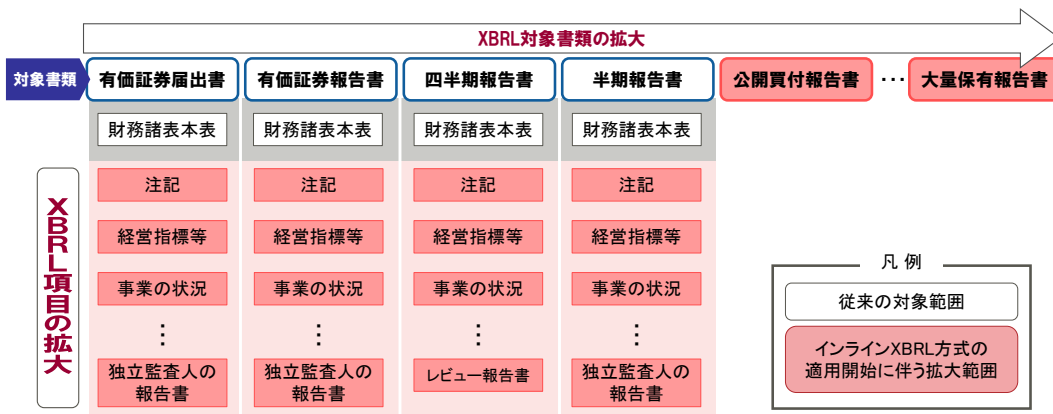 XBRL対象書類の拡大
対象書類
有価証券届出書
有価証券報告書
四半期報告書
半期報告書
公開買付報告書
・・・
大量保有報告書
財務諸表本表
財務諸表本表
財務諸表本表
財務諸表本表
XBRL項目の拡大
注記
注記
注記
注記
経営指標等
経営指標等
経営指標等
経営指標等
事業の状況
事業の状況
事業の状況
事業の状況
⋮
⋮
⋮
⋮
独立監査人の
報告書
独立監査人の
報告書
レビュー報告書
独立監査人の
報告書
凡 例
従来の対象範囲
インラインXBRL方式の
適用開始に伴う拡大範囲